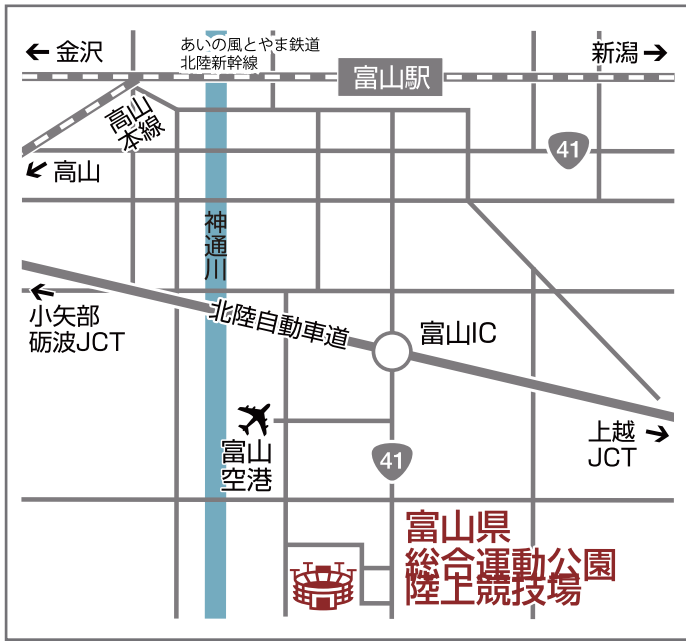 金沢
あいの風とやま鉄道
北陸新幹線
新潟
富山駅
高山
本線
41
高山
神通川
北陸自動車道
小矢部
砺波JCT
富山IC
上越
JCT
富山
空港
41
富山県
総合運動公園
陸上競技場